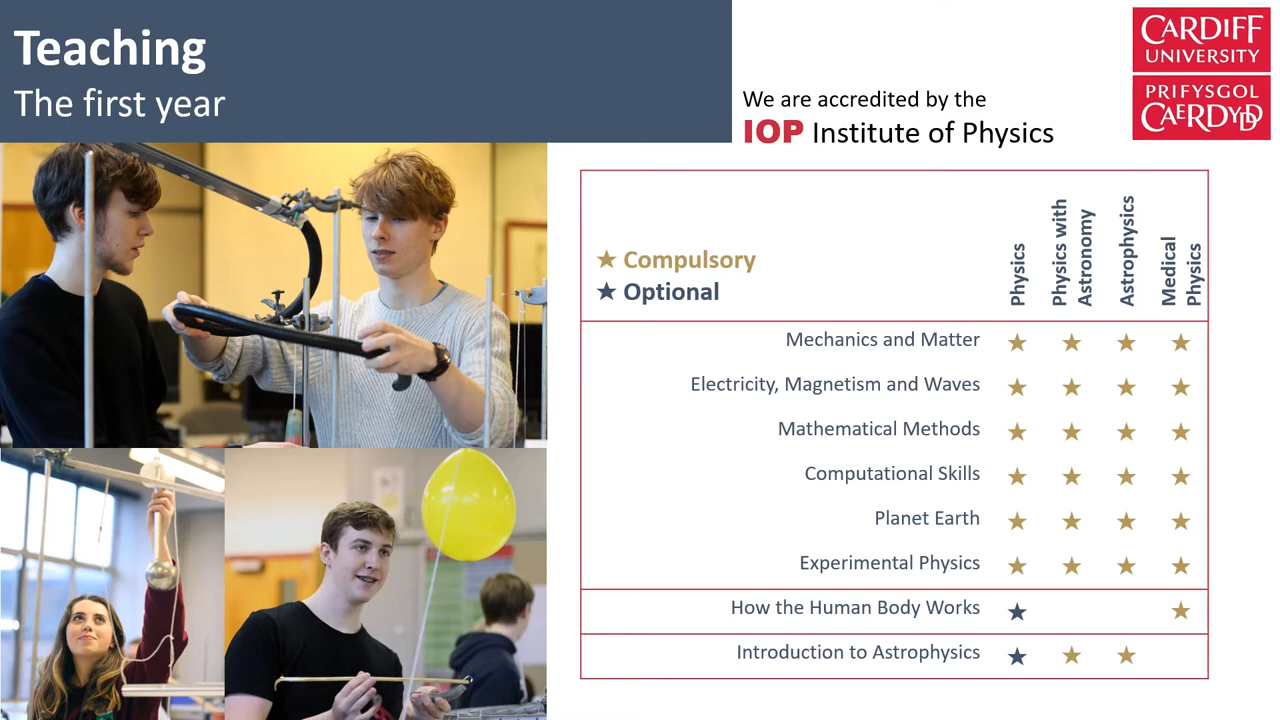 Teaching
The first year
We are accredited by the
IOP Institute of Physics
CARDIFF
UNIVERSITY
PRIFYSGOL
CAERDYDD
★ Compulsory
★ Optional
Physics
Physics with
Astronomy
Astrophysics
Medical
Physics
Mechanics and Matter ★ ★ ★ ★
Electricity, Magnetism and Waves ★ ★ ★ ★
Mathematical Methods ★ ★ ★ ★
Computational Skills ★ ★ ★ ★
Planet Earth ★ ★ ★ ★
Experimental Physics ★ ★ ★ ★
How the Human Body Works ★ ★
Introduction to Astrophysics ★ ★ ★